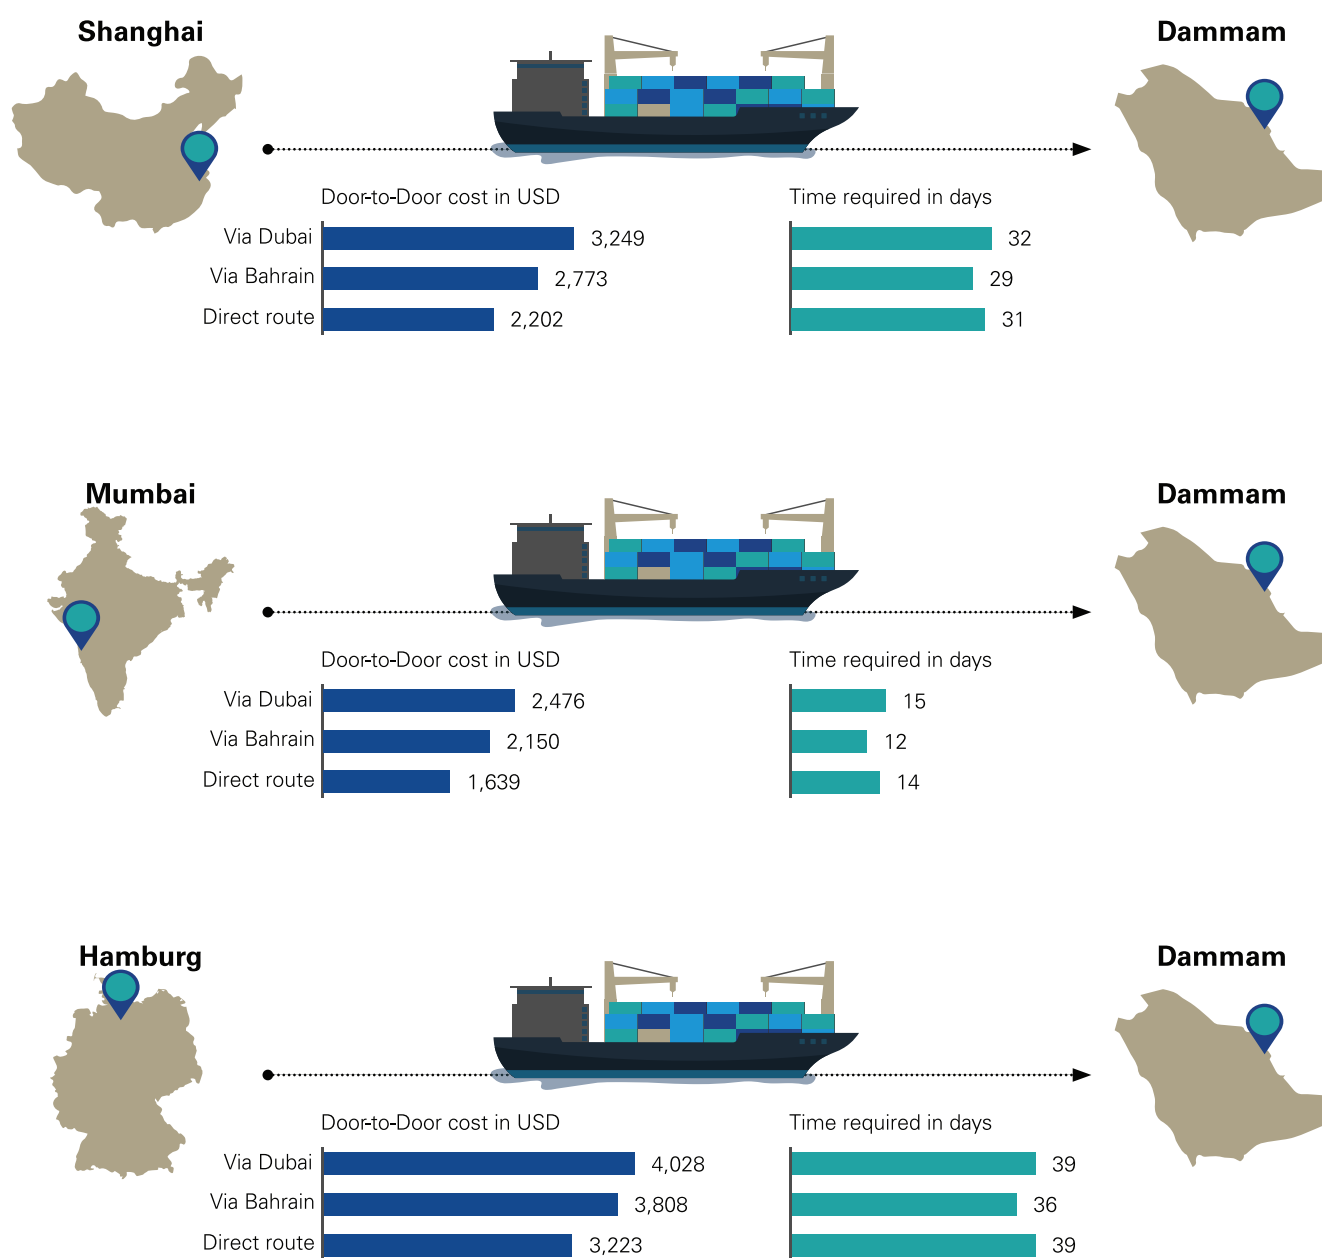 Shanghai
Dammam
Door-to-Door cost in USD
Time required in days
Via Dubai 3,249 32
Via Bahrain 2,773 29
Direct route 2,202 31
Mumbai
Dammam
Door-to-Door cost in USD
Time required in days
Via Dubai 2,476 15
Via Bahrain 2,150 12
Direct route 1,639 14
Hamburg
Dammam
Door-to-Door cost in USD
Time required in days
Via Dubai 4,028 39
Via Bahrain 3,808 36
Direct route 3,223 39